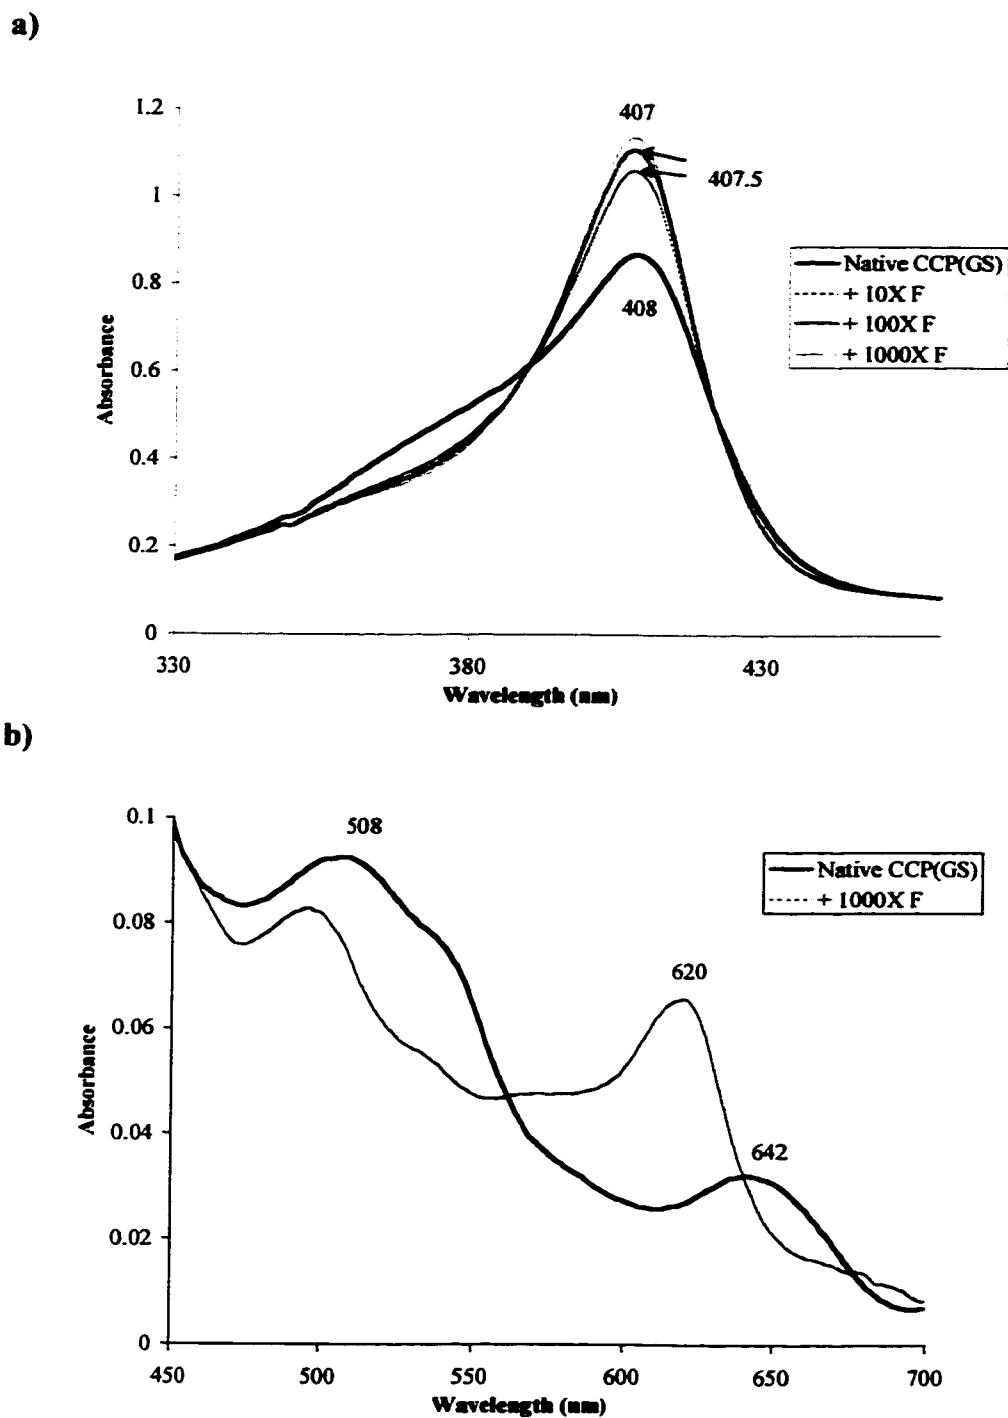 a)
1.2
1
0.8
0.6
0.4
0.2
0
Absorbance
407
407.5
408
Native CCP(GS)
+ 10X F
+ 100X F
+ 1000X F
330
380
430
Wavelength (nm)
b)
0.1
0.08
0.06
0.04
0.02
0
Absorbance
508
620
642
Native CCP(GS)
+ 1000X F
450
500
550
600
650
700
Wavelength (nm)